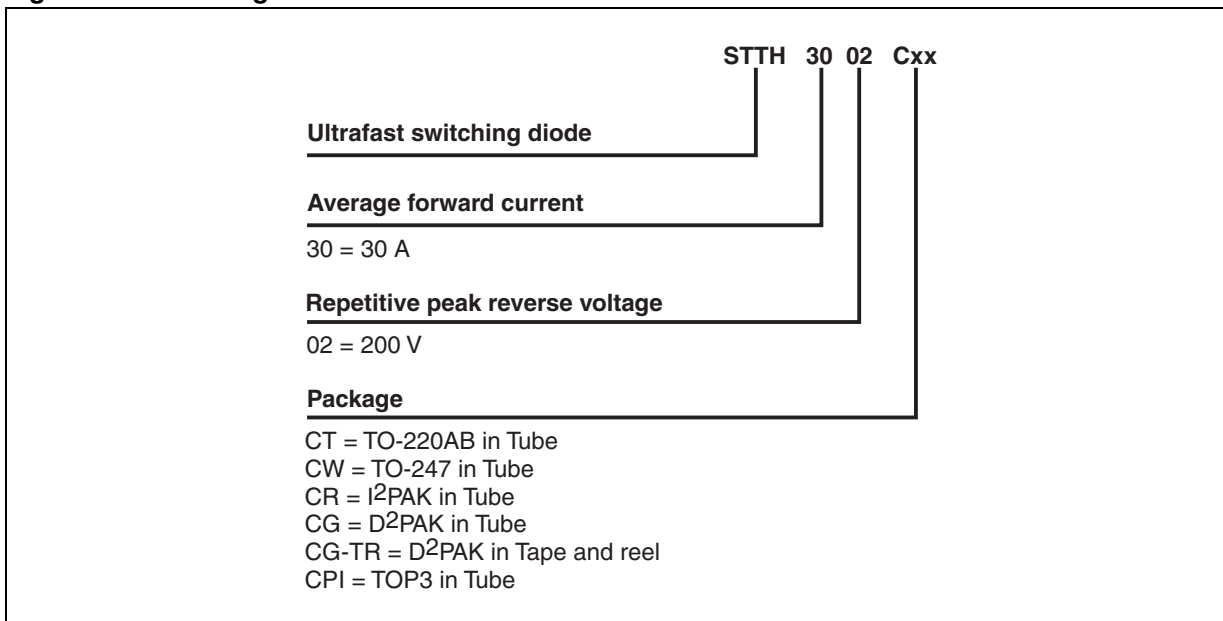 STTH 30 02 Cxx
Ultrafast switching diode
Average forward current
30 = 30 A
Repetitive peak reverse voltage
02 = 200 V
Package
CT = TO-220AB in Tube
CW = TO-247 in Tube
CR = I2PAK in Tube
CG = D2PAK in Tube
CG-TR = D2PAK in Tape and reel
CPI = TOP3 in Tube